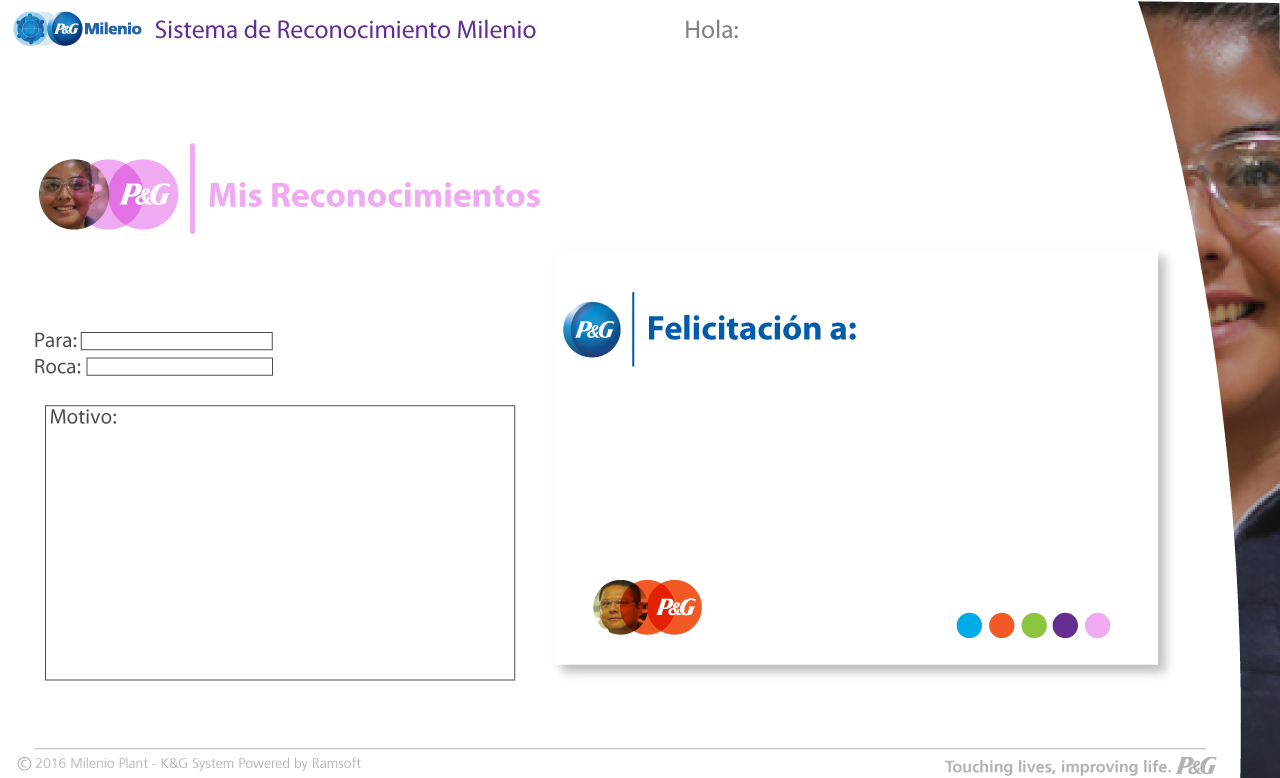 P&G Milenio Sistema de Reconocimiento Milenio Hola:
P&G Mis Reconocimientos
P&G Felicitación a:
Para:
Roca:
Motivo:
P&G
© 2016 Milenio Plant - K&G System Powered by Ramsoft
Touching lives, improving life. P&G